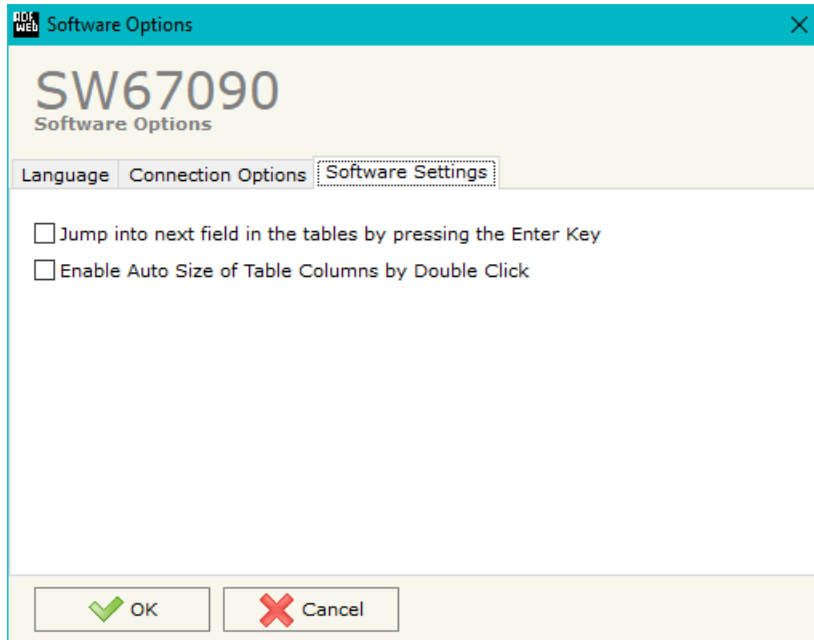 ADF
WEB
Software Options
SW67090
Software Options
Language Connection Options Software Settings
Jump into next field in the tables by pressing the Enter Key
Enable Auto Size of Table Columns by Double Click
OK Cancel